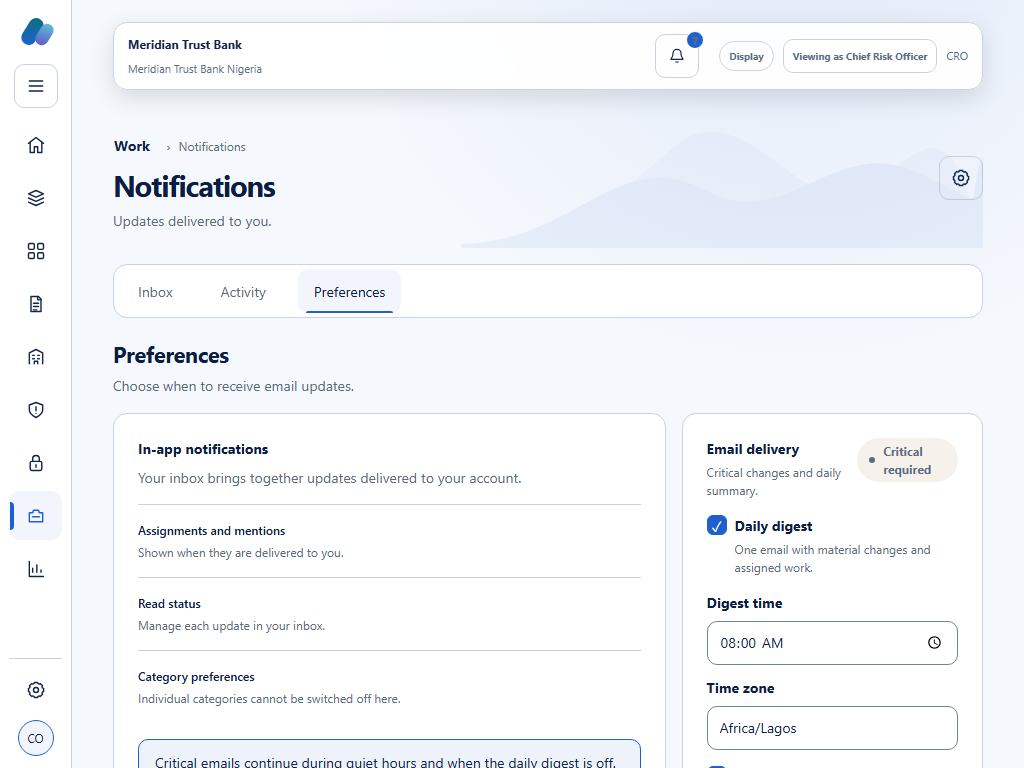 Meridian Trust Bank
Meridian Trust Bank Nigeria
Display
Viewing as Chief Risk Officer
CRO
Work › Notifications
Notifications
Updates delivered to you.
Inbox
Activity
Preferences
Preferences
Choose when to receive email updates.
In-app notifications
Your inbox brings together updates delivered to your account.
Assignments and mentions
Shown when they are delivered to you.
Read status
Manage each update in your inbox.
Category preferences
Individual categories cannot be switched off here.
Critical emails continue during quiet hours and when the daily digest is off.
Email delivery
Critical changes and daily
summary.
Critical
required
Daily digest
One email with material changes and
assigned work.
Digest time
08:00 AM
Time zone
Africa/Lagos
CO